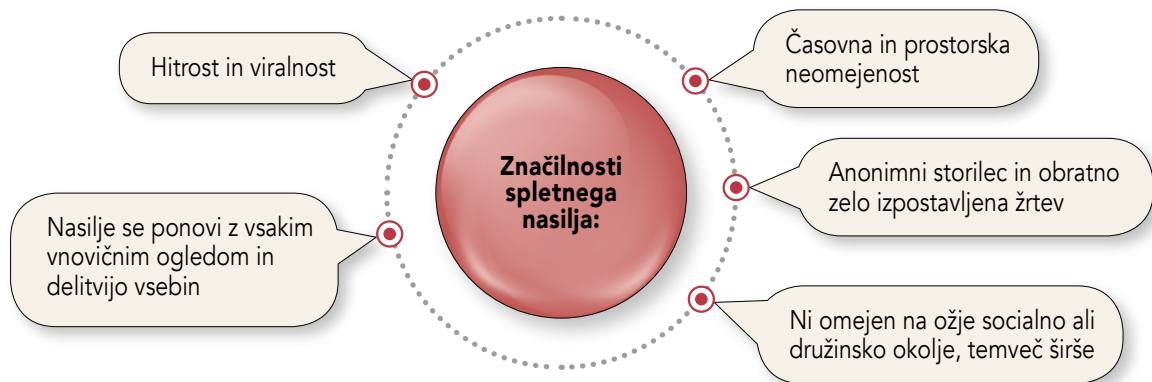 Hitrost in viralnost
Časovna in prostorska
neomejenost
Značilnosti
spletnega
nasilja:
Anonimni storilec in obratno
zelo izpostavljena žrtev
Nasilje se ponovi z vsakim
vnovičnim ogledom in
delitvijo vsebin
Ni omejen na ožje socialno ali
družinsko okolje, temveč širše